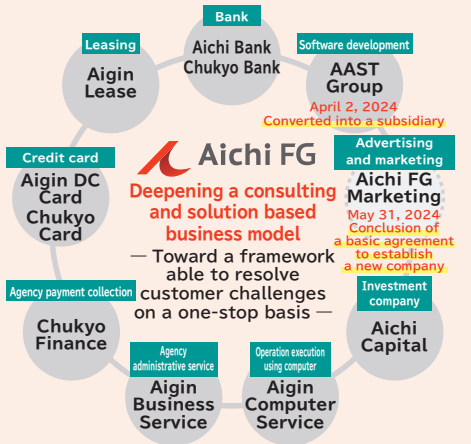 Bank
Aichi Bank
Chukyo Bank
Software development
AAST
Group
April 2, 2024
Converted into a subsidiary
Advertising
and marketing
Aichi FG
Marketing
May 31, 2024
Conclusion of
a basic agreement
to establish
a new company
Investment
company
Aichi
Capital
Operation execution
using computer
Aigin
Computer
Service
Agency
administrative service
Aigin
Business
Service
Agency payment collection
Chukyo
Finance
Credit card
Aigin DC
Card
Chukyo
Card
Leasing
Aigin
Lease
Aichi FG
Deepening a consulting
and solution based
business model
— Toward a framework
able to resolve
customer challenges
on a one-stop basis —